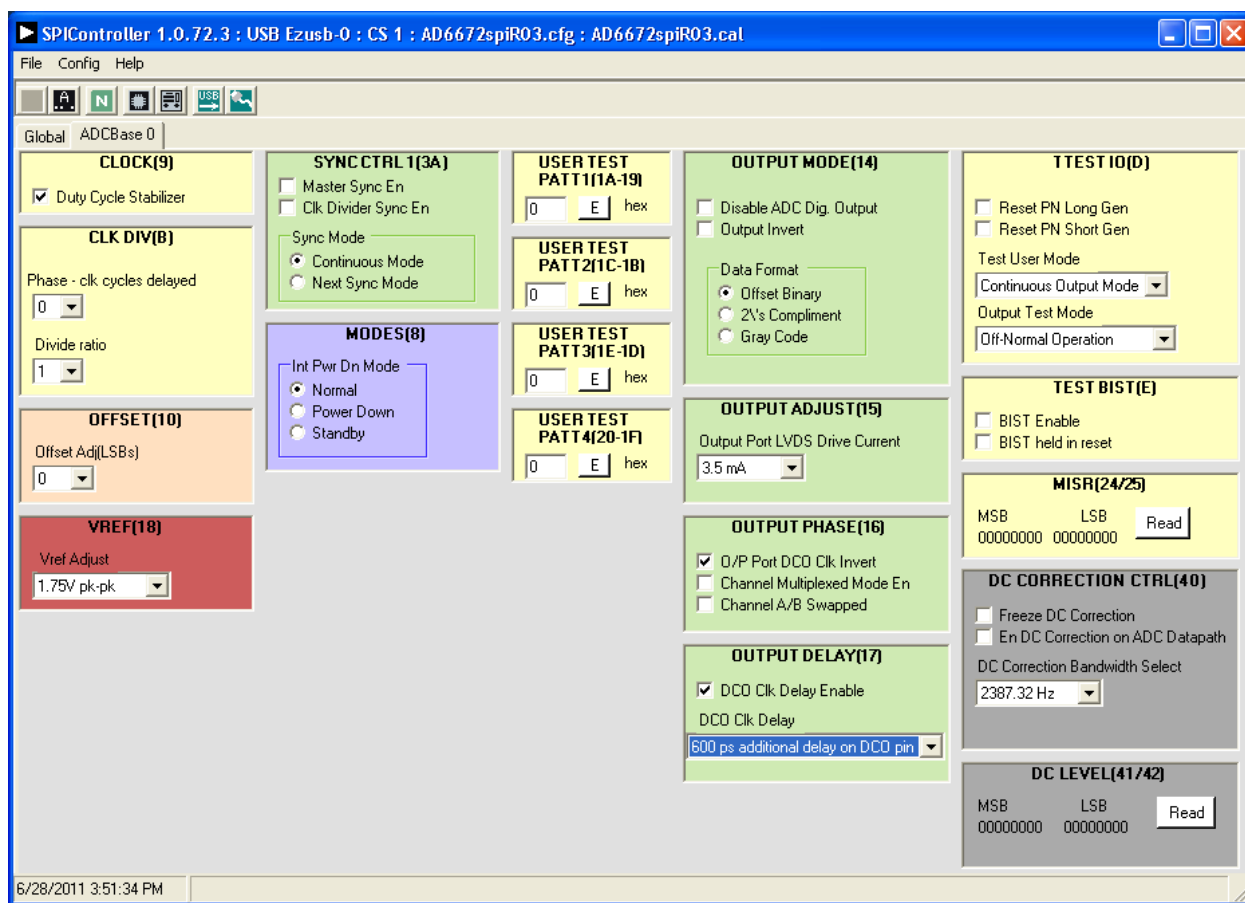 SPIController 1.0.72.3 : USB Ezusb-0 : CS 1 : AD6672spiR03.cfg : AD6672spiR03.cal
File Config Help
A
N
USB
Global ADCBase 0
CLOCK(9)
Duty Cycle Stabilizer
CLK DIV(B)
Phase - clk cycles delayed
0
Divide ratio
1
OFFSET(10)
Offset Adj(LSBs)
0
VREF(18)
Vref Adjust
1.75V pk-pk
SYNC CTRL 1(3A)
Master Sync En
Clk Divider Sync En
Sync Mode
Continuous Mode
Next Sync Mode
MODES(8)
Int Pwr Dn Mode
Normal
Power Down
Standby
USER TEST
PATT1(1A-19)
0 E hex
USER TEST
PATT2(1C-1B)
0 E hex
USER TEST
PATT3(1E-1D)
0 E hex
USER TEST
PATT4(20-1F)
0 E hex
OUTPUT MODE(14)
Disable ADC Dig. Output
Output Invert
Data Format
Offset Binary
2\'s Compliment
Gray Code
OUTPUT ADJUST(15)
Output Port LVDS Drive Current
3.5 mA
OUTPUT PHASE(16)
O/P Port DCO Clk Invert
Channel Multiplexed Mode En
Channel A/B Swapped
OUTPUT DELAY(17)
DCO Clk Delay Enable
DCO Clk Delay
600 ps additional delay on DCO pin
TTEST IO(D)
Reset PN Long Gen
Reset PN Short Gen
Test User Mode
Continuous Output Mode
Output Test Mode
Off-Normal Operation
TEST BIST(E)
BIST Enable
BIST held in reset
MISR(24/25)
MSB LSB
00000000 00000000
Read
DC CORRECTION CTRL(40)
Freeze DC Correction
En DC Correction on ADC Datapath
DC Correction Bandwidth Select
2387.32 Hz
DC LEVEL(41/42)
MSB LSB
00000000 00000000
Read
6/28/2011 3:51:34 PM